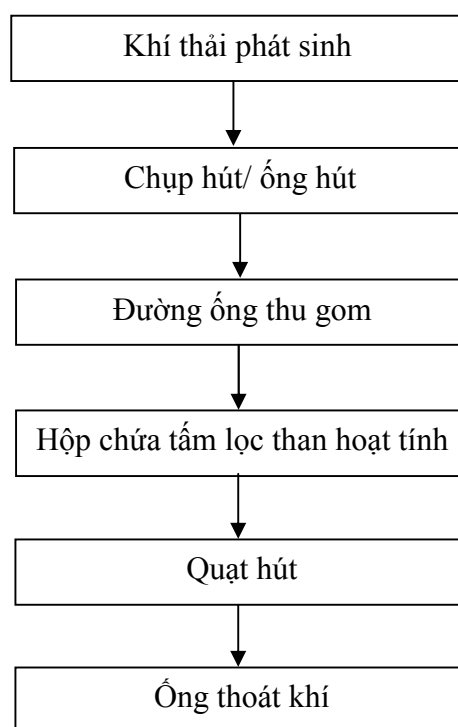 Khí thải phát sinh
Chụp hút/ ống hút
Đường ống thu gom
Hộp chứa tấm lọc than hoạt tính
Quạt hút
Ống thoát khí